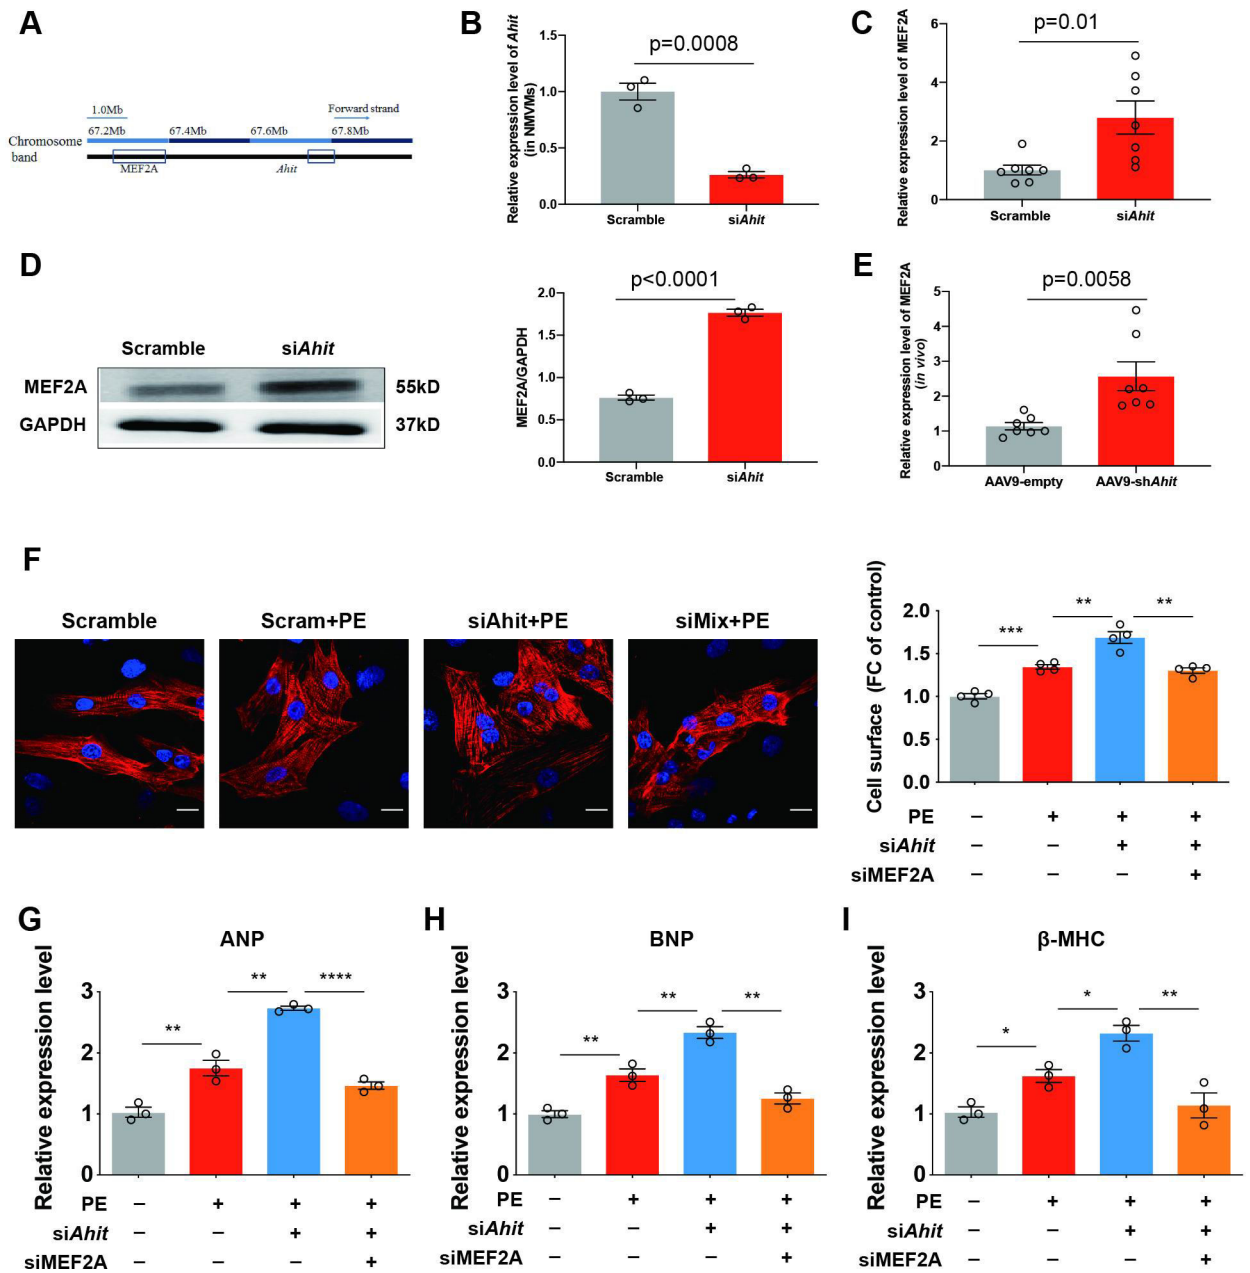 A
1.0Mb
Forward strand
67.2Mb 67.4Mb 67.6Mb 67.8Mb
Chromosome
band
MEF2A
Ahit
B
Relative expression level of Ahit
(in NMVMs)
1.5
1.0
0.5
0.0
p=0.0008
Scramble siAhit
C
Relative expression level of MEF2A
6
4
2
0
p=0.01
Scramble siAhit
D
Scramble siAhit
MEF2A 55kD
GAPDH 37kD
MEF2A/GAPDH
2.0
1.5
1.0
0.5
0.0
p<0.0001
Scramble siAhit
E
Relative expression level of MEF2A
(in vivo)
5
4
3
2
1
0
p=0.0058
AAV9-empty AAV9-shAhit
F
Scramble Scram+PE siAhit+PE siMix+PE
Cell surface (FC of control)
2.0
1.5
1.0
0.5
0.0
*** ** **
PE − + + +
siAhit − − + +
siMEF2A − − − +
G
ANP
Relative expression level
3
2
1
0
** ** ****
PE − + + +
siAhit − − + +
siMEF2A − − − +
H
BNP
Relative expression level
3
2
1
0
** ** **
PE − + + +
siAhit − − + +
siMEF2A − − − +
I
β-MHC
Relative expression level
3
2
1
0
* * **
PE − + + +
siAhit − − + +
siMEF2A − − − +